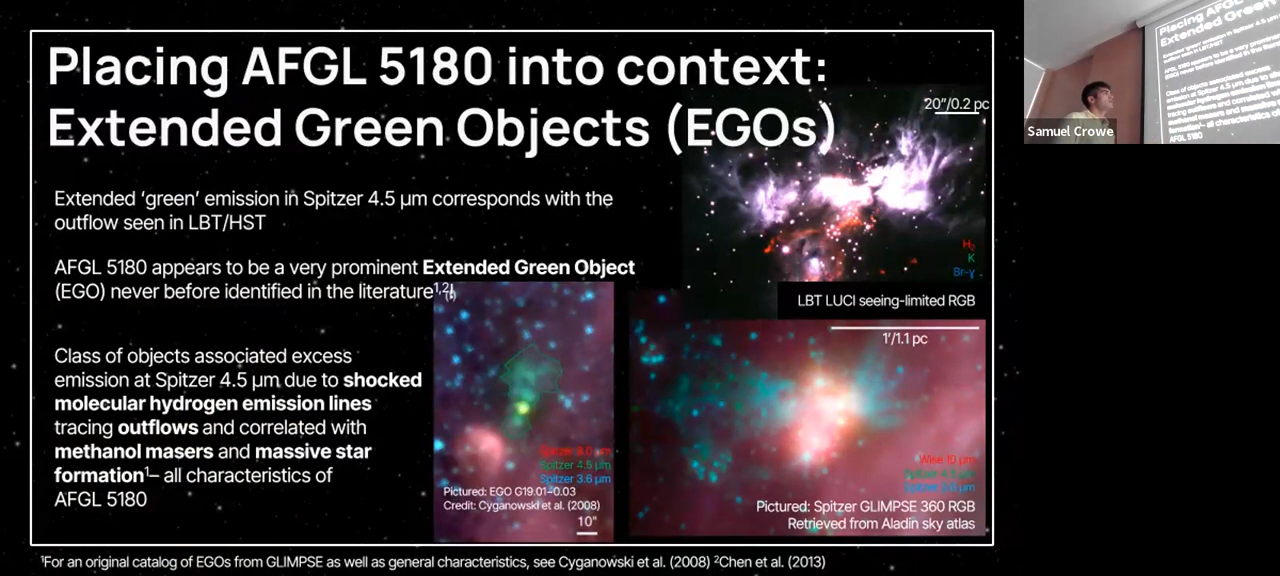 Placing AFGL 5180 into context:
Extended Green Objects (EGOs)
20"/0.2 pc
Extended ‘green’ emission in Spitzer 4.5 µm corresponds with the
outflow seen in LBT/HST
AFGL 5180 appears to be a very prominent Extended Green Object
(EGO) never before identified in the literature¹,²!
H₂
K
Br-γ
LBT LUCI seeing-limited RGB
1'/1.1 pc
Class of objects associated excess
emission at Spitzer 4.5 µm due to shocked
molecular hydrogen emission lines
tracing outflows and correlated with
methanol masers and massive star
formation¹– all characteristics of
AFGL 5180
Spitzer 8.0 µm
Spitzer 4.5 µm
Spitzer 3.6 µm
Pictured: EGO G19.01-0.03
Credit: Cyganowski et al. (2008)
10"
Wise 12 µm
Spitzer 4.5 µm
Spitzer 3.6 µm
Pictured: Spitzer GLIMPSE 360 RGB
Retrieved from Aladin sky atlas
¹For an original catalog of EGOs from GLIMPSE as well as general characteristics, see Cyganowski et al. (2008) ²Chen et al. (2013)
Samuel Crowe
Placing AFGL
Extended Green